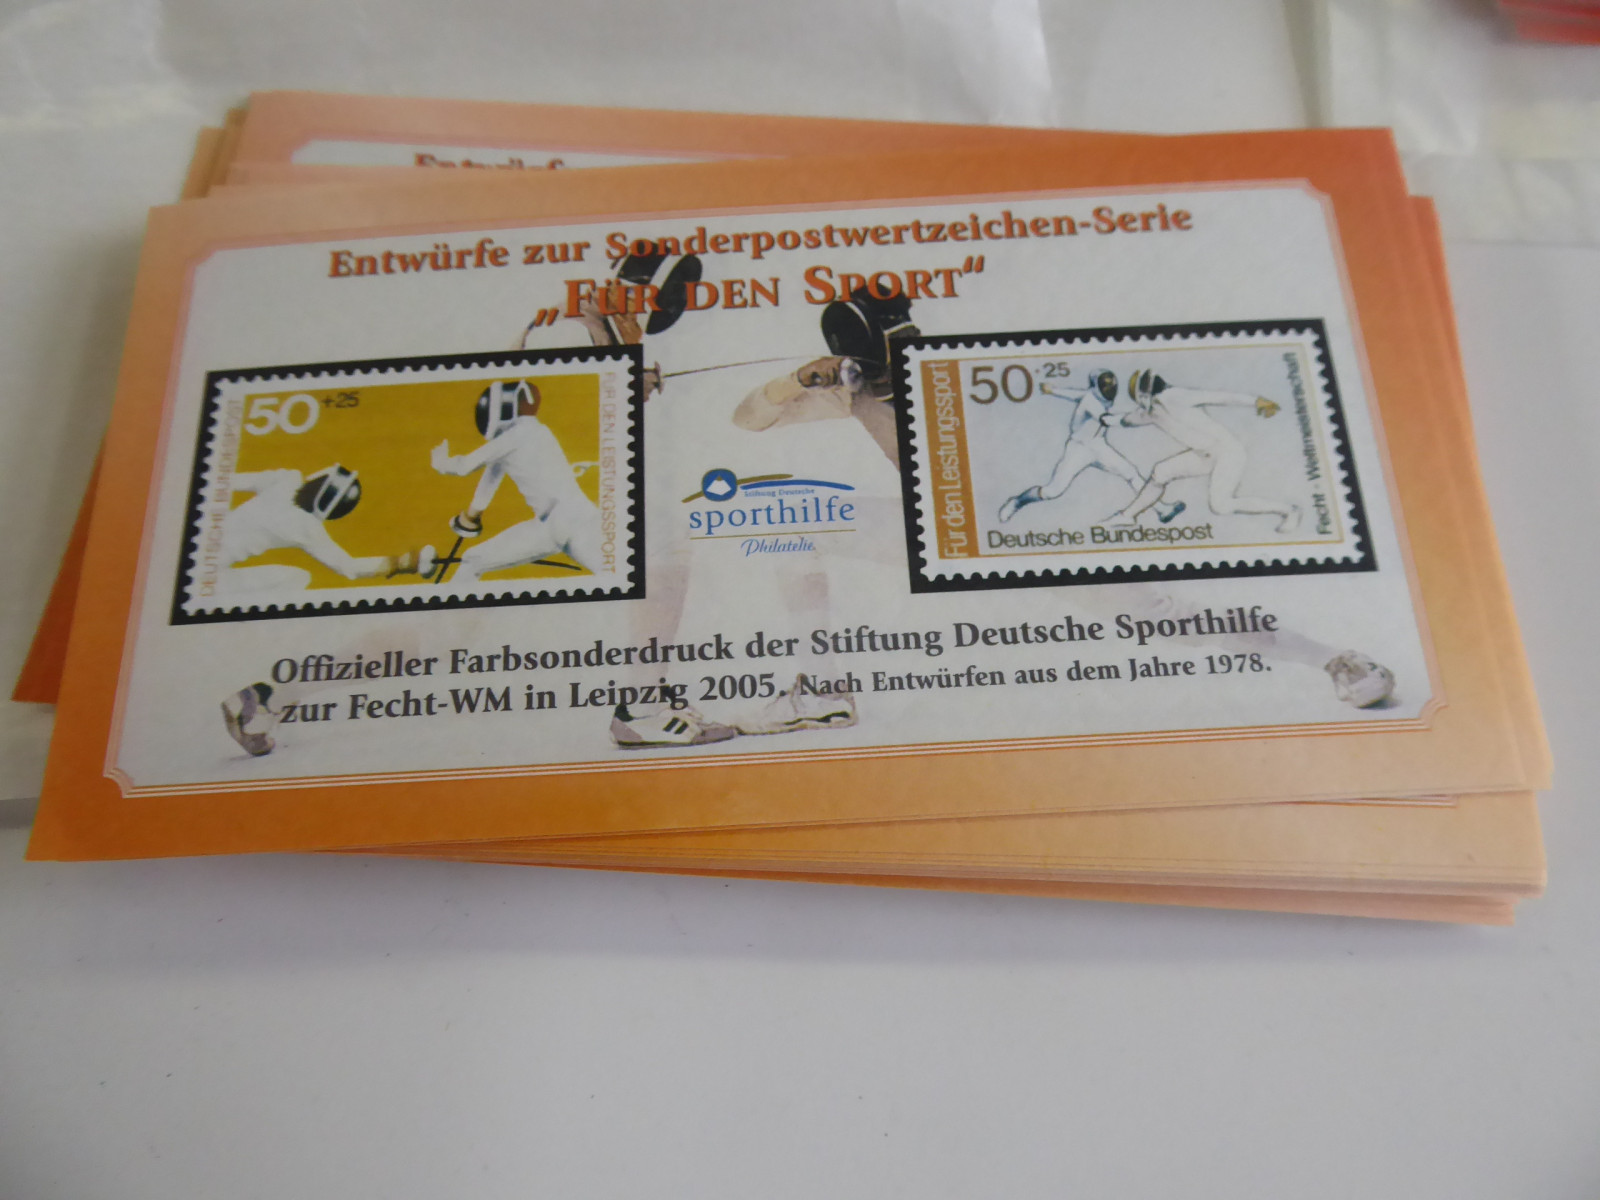 Entwürfe
Entwürfe zur Sonderpostwertzeichen-Serie
„FÜR DEN SPORT“
50 +25
DEUTSCHE BUNDESPOST
FÜR DEN LEISTUNGSSPORT
Stiftung Deutsche
sporthilfe
Philatelie
Für den Leistungssport
50 +25
Fecht-Weltmeisterschaft
Deutsche Bundespost
Offizieller Farbsonderdruck der Stiftung Deutsche Sporthilfe
zur Fecht-WM in Leipzig 2005. Nach Entwürfen aus dem Jahre 1978.